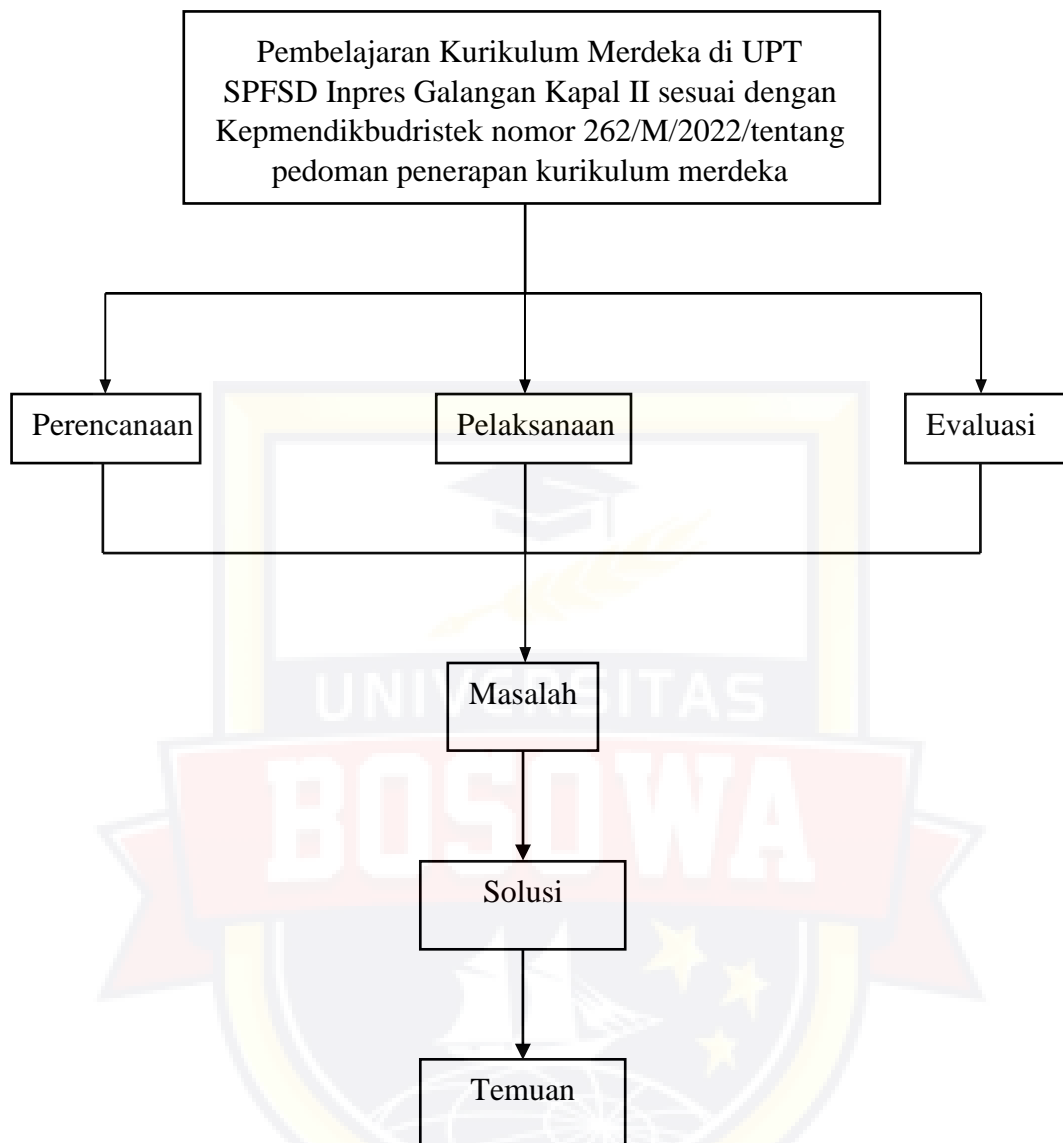 Pembelajaran Kurikulum Merdeka di UPT
SPFSD Inpres Galangan Kapal II sesuai dengan
Kepmendikbudristek nomor 262/M/2022/tentang
pedoman penerapan kurikulum merdeka
Perencanaan
Pelaksanaan
Evaluasi
Masalah
UNIVERSITAS
BOSOWA
Solusi
Temuan